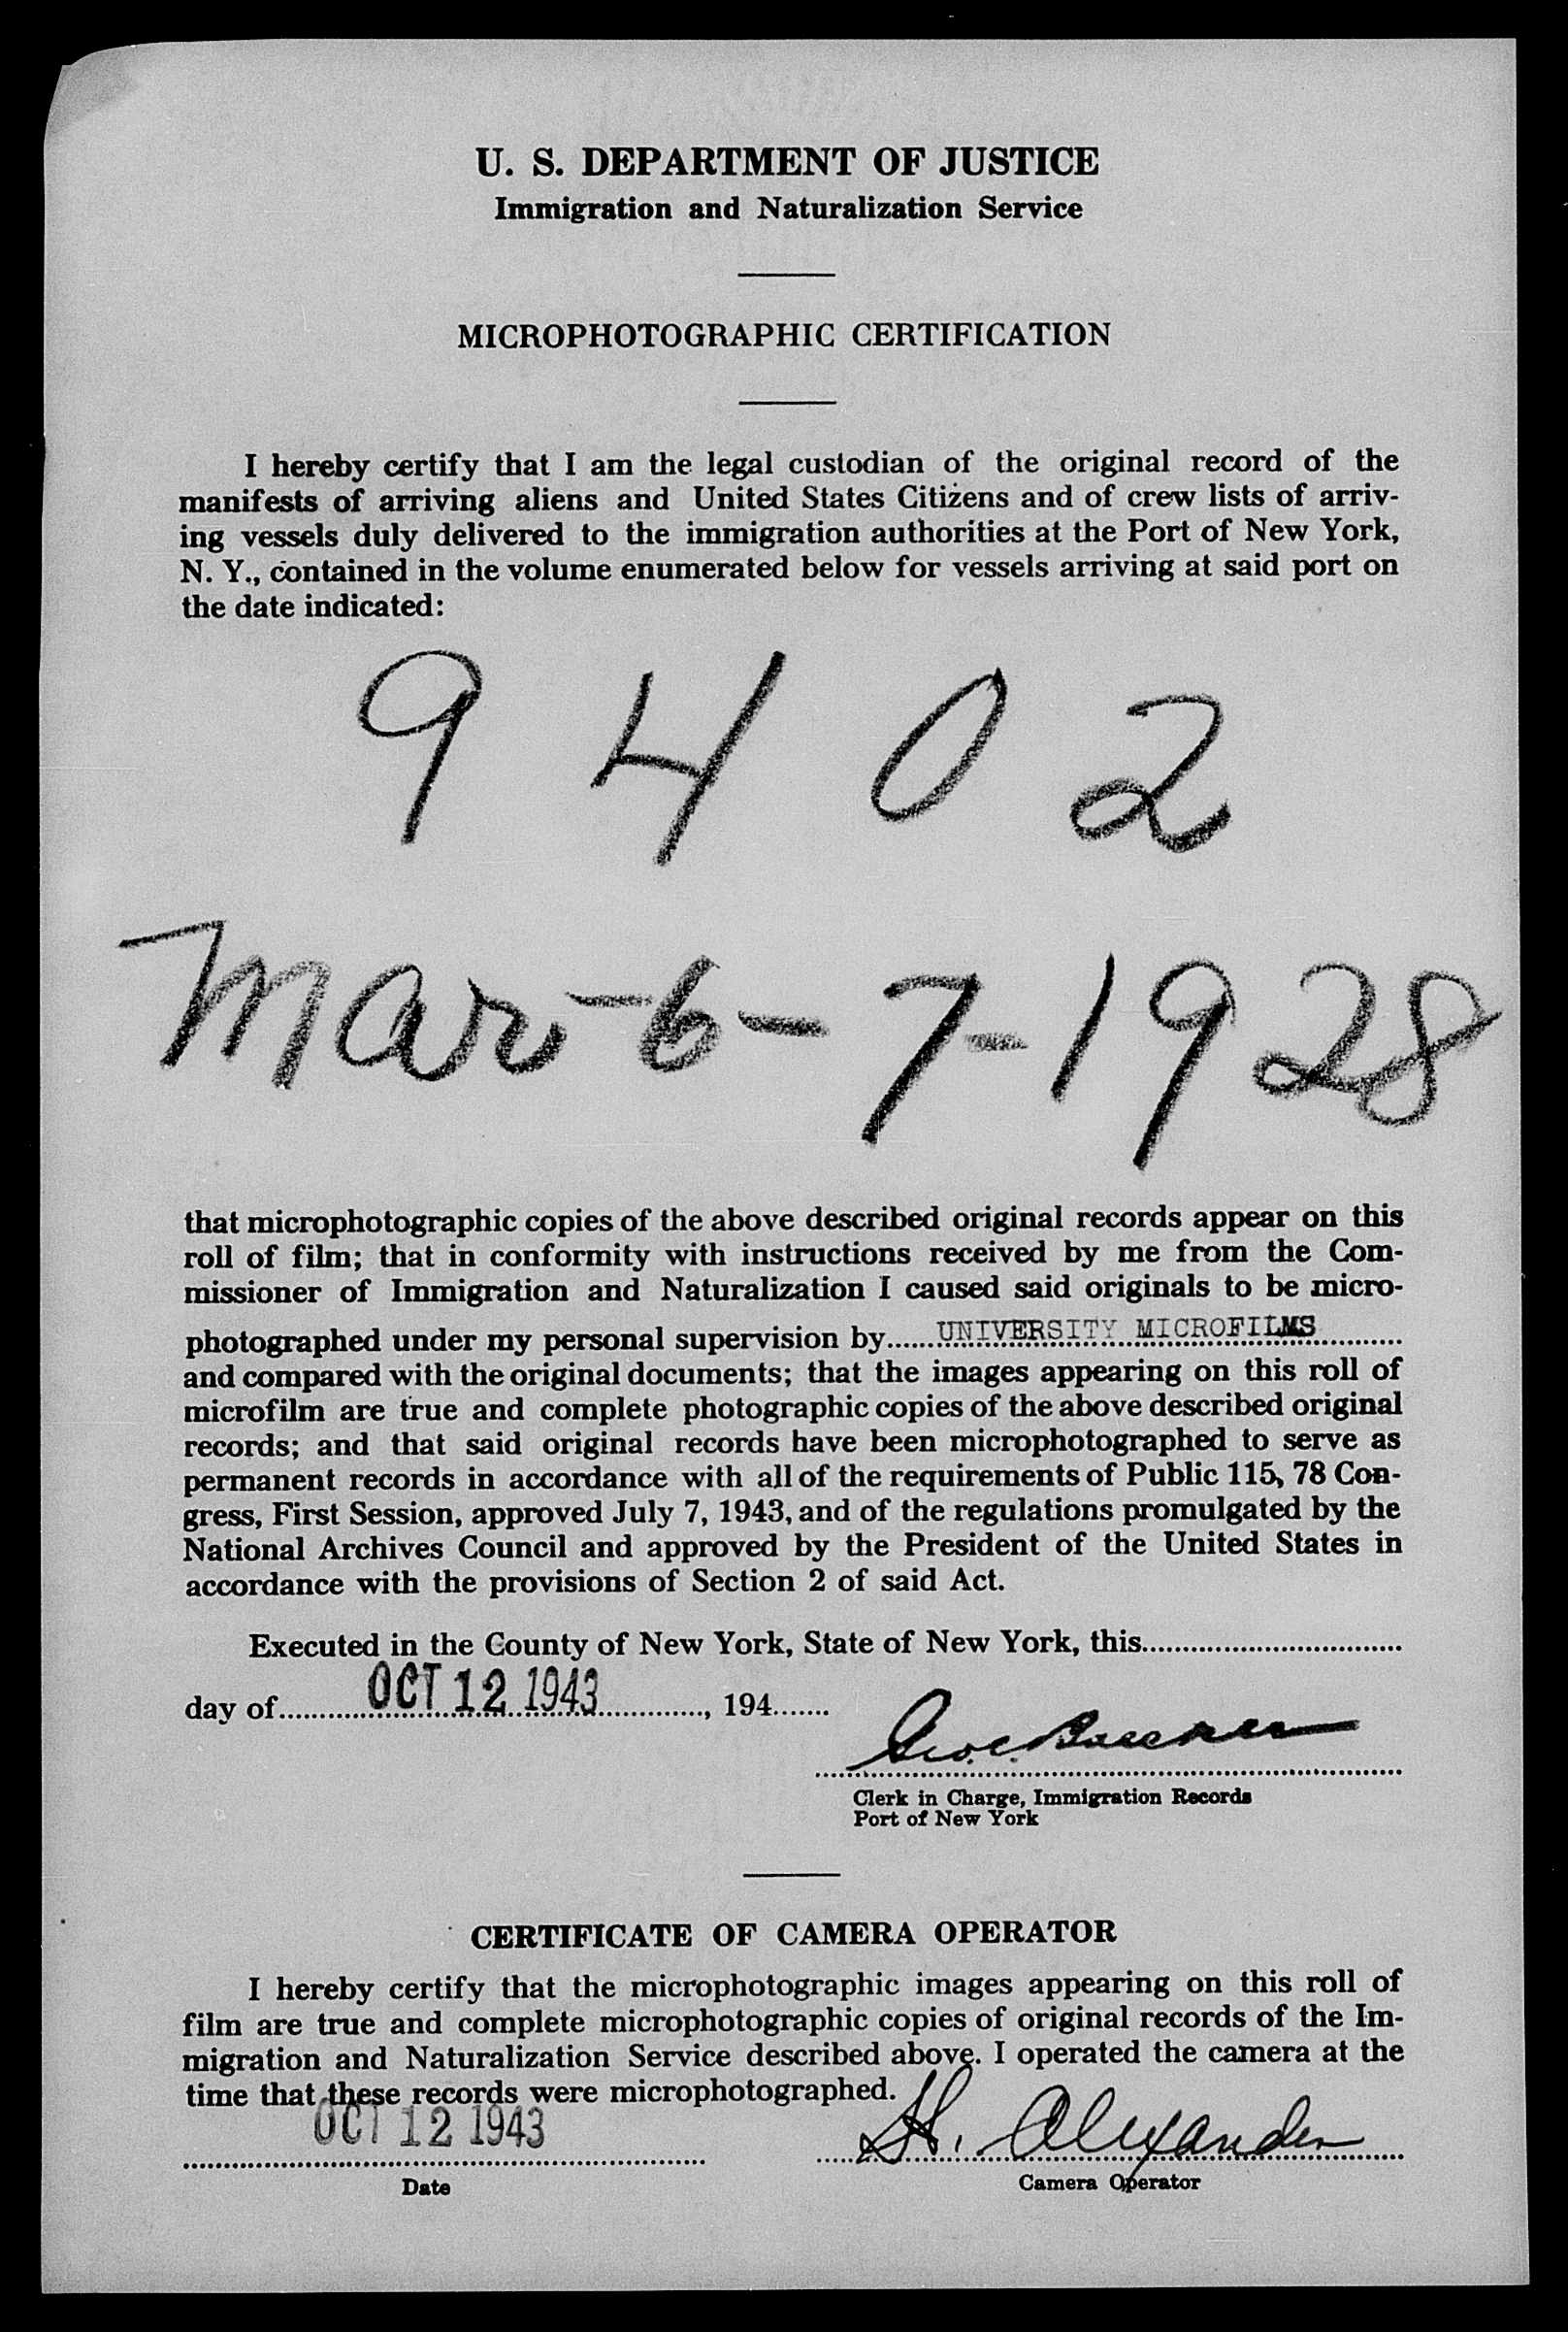 U. S. DEPARTMENT OF JUSTICE
Immigration and Naturalization Service
MICROPHOTOGRAPHIC CERTIFICATION
I hereby certify that I am the legal custodian of the original record of the
manifests of arriving aliens and United States Citizens and of crew lists of arriv-
ing vessels duly delivered to the immigration authorities at the Port of New York,
N. Y., contained in the volume enumerated below for vessels arriving at said port on
the date indicated:
9402
Mar-6-7-1928
that microphotographic copies of the above described original records appear on this
roll of film; that in conformity with instructions received by me from the Com-
missioner of Immigration and Naturalization I caused said originals to be micro-
photographed under my personal supervision by......UNIVERSITY MICROFILMS
and compared with the original documents; that the images appearing on this roll of
microfilm are true and complete photographic copies of the above described original
records; and that said original records have been microphotographed to serve as
permanent records in accordance with all of the requirements of Public 115, 78 Con-
gress, First Session, approved July 7, 1943, and of the regulations promulgated by the
National Archives Council and approved by the President of the United States in
accordance with the provisions of Section 2 of said Act.
Executed in the County of New York, State of New York, this
day of OCT 12 1943, 194
Geo. C.
Clerk in Charge, Immigration Records
Port of New York
CERTIFICATE OF CAMERA OPERATOR
I hereby certify that the microphotographic images appearing on this roll of
film are true and complete microphotographic copies of original records of the Im-
migration and Naturalization Service described above. I operated the camera at the
time that these records were microphotographed.
OCT 12 1943 H. Alexander
Date Camera Operator